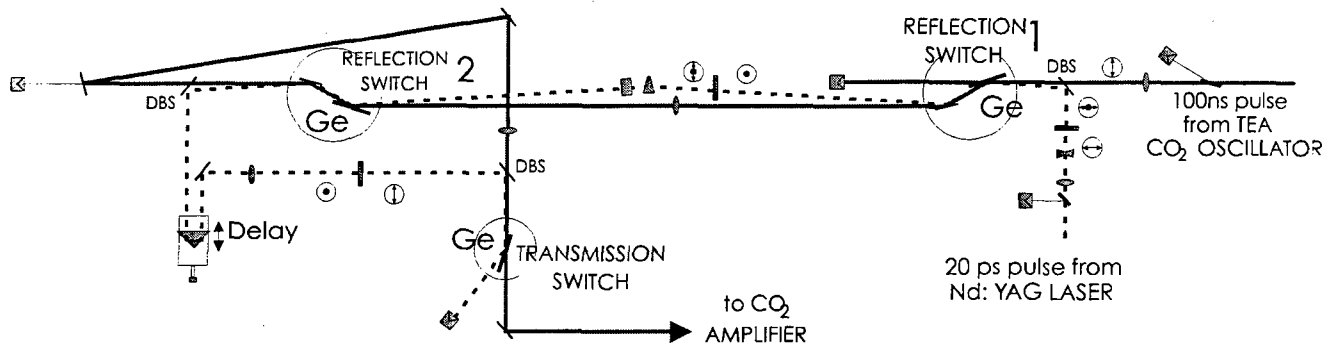 REFLECTION
SWITCH 1
REFLECTION
SWITCH 2
DBS
DBS
Ge
Ge
100ns pulse
from TEA
CO₂ OSCILLATOR
DBS
Delay
Ge
TRANSMISSION
SWITCH
20 ps pulse from
Nd: YAG LASER
to CO₂
AMPLIFIER